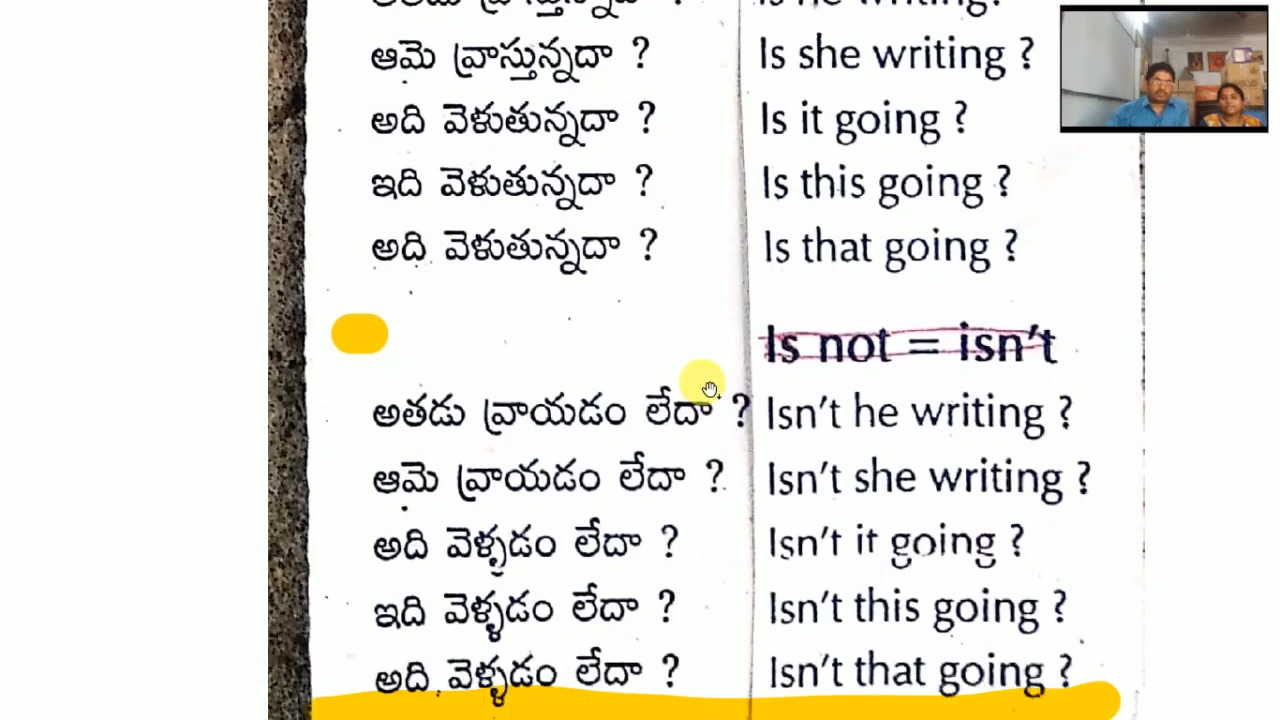 ఆమె వ్రాస్తున్నదా ? Is she writing ?
అది వెళుతున్నదా ? Is it going ?
ఇది వెళుతున్నదా ? Is this going ?
అది వెళుతున్నదా ? Is that going ?
Is not = isn't
అతడు వ్రాయడం లేదా ? Isn't he writing ?
ఆమె వ్రాయడం లేదా ? Isn't she writing ?
అది వెళ్ళడం లేదా ? Isn't it going ?
ఇది వెళ్ళడం లేదా ? Isn't this going ?
అది వెళ్ళడం లేదా ? Isn't that going ?